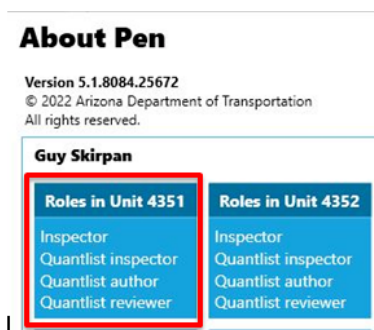 About Pen
Version 5.1.8084.25672
© 2022 Arizona Department of Transportation
All rights reserved.
Guy Skirpan
Roles in Unit 4351
Inspector
Quantlist inspector
Quantlist author
Quantlist reviewer
Roles in Unit 4352
Inspector
Quantlist inspector
Quantlist author
Quantlist reviewer